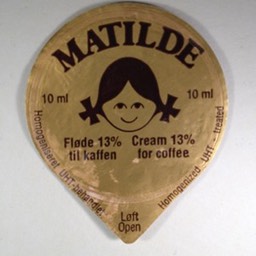 MATILDE
10 ml
10 ml
Fløde 13%
til kaffen
Cream 13%
for coffee
Homogeniseret UHT-behandlet
Homogenized UHT - treated
Løft
Open